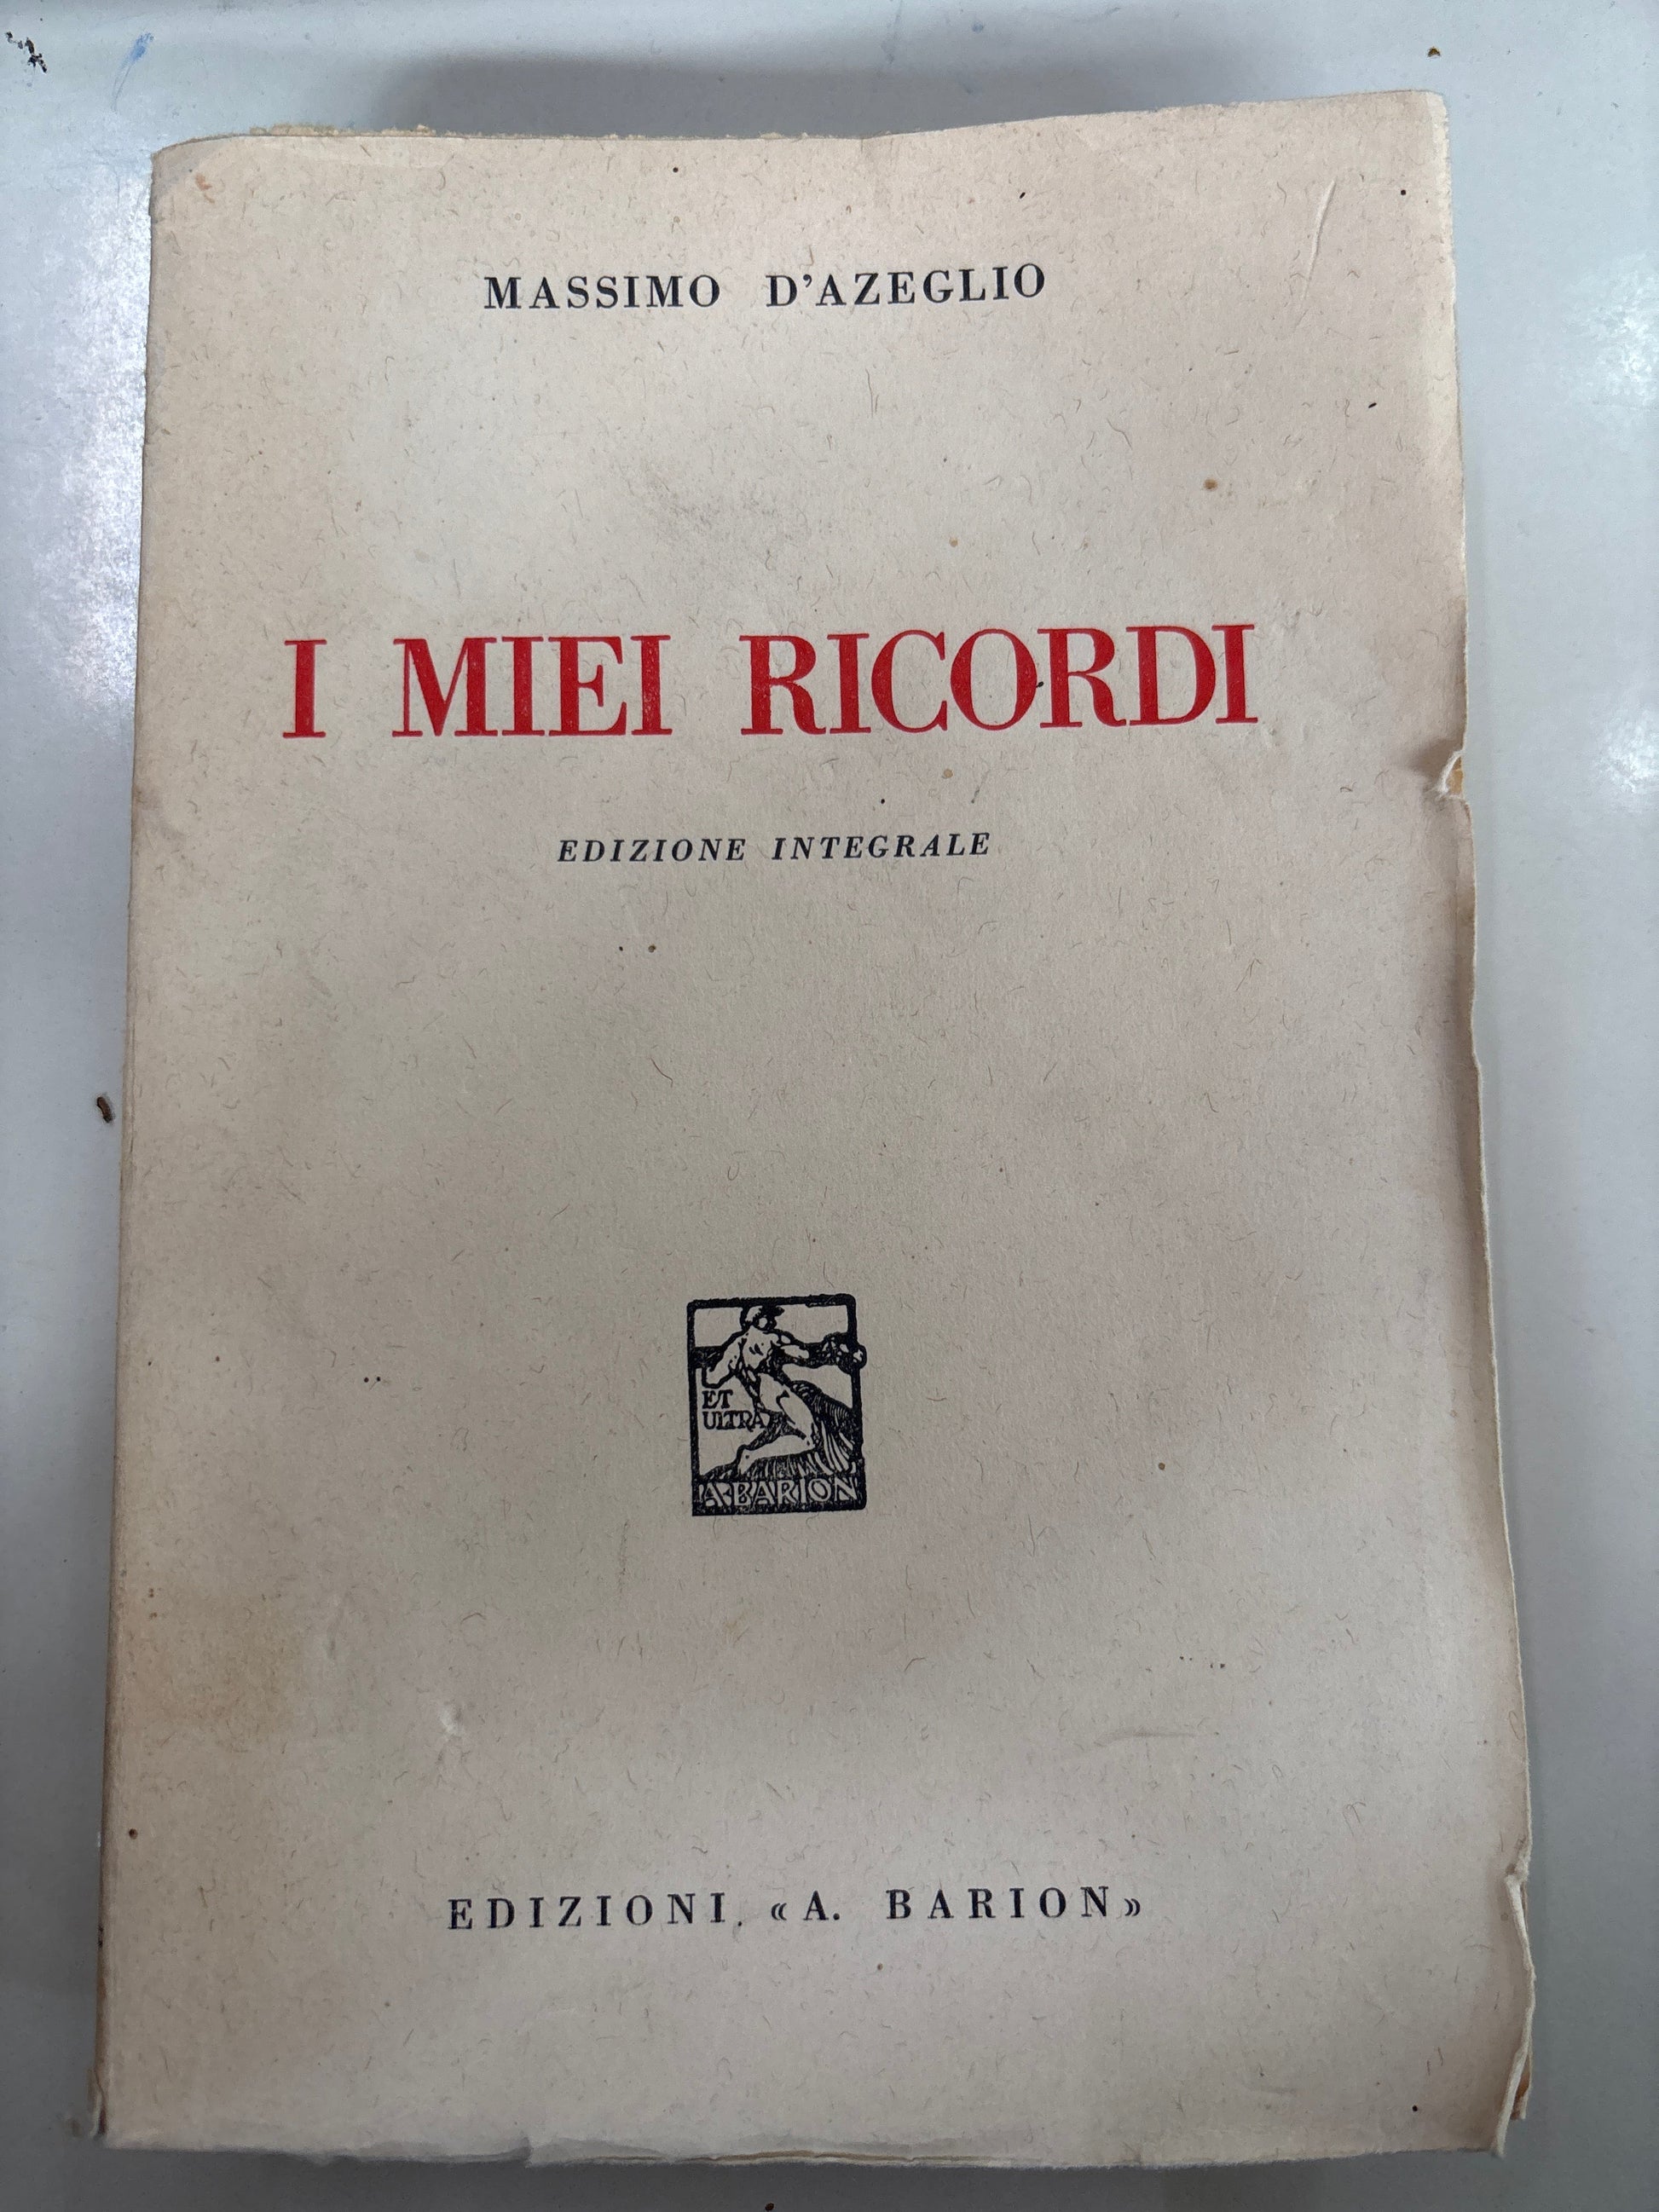 MASSIMO D'AZEGLIO
I MIEI RICORDI
EDIZIONE INTEGRALE
ET
ULTRA
A·BARION
EDIZIONI «A. BARION»